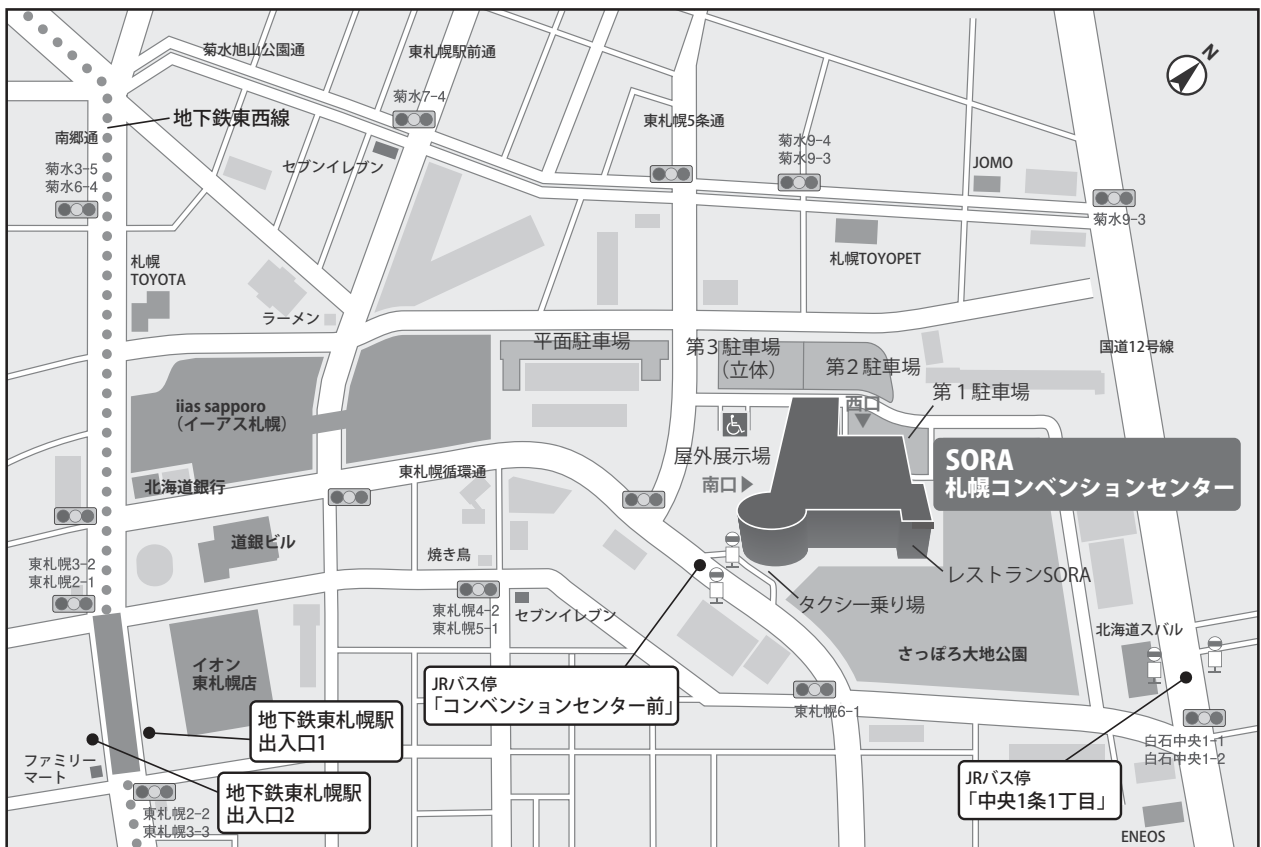 菊水旭山公園通
東札幌駅前通
N
菊水7-4
地下鉄東西線
南郷通
東札幌5条通
菊水3-5
菊水6-4
セブンイレブン
菊水9-4
菊水9-3
JOMO
菊水9-3
札幌
TOYOTA
札幌TOYOPET
ラーメン
平面駐車場
第3駐車場
（立体）
第2駐車場
国道12号線
iias sapporo
（イーアス札幌）
西口
第1駐車場
屋外展示場
南口
SORA
札幌コンベンションセンター
東札幌循環通
北海道銀行
道銀ビル
焼き鳥
東札幌3-2
東札幌2-1
東札幌4-2
東札幌5-1
セブンイレブン
レストランSORA
タクシー乗り場
北海道スバル
さっぽろ大地公園
イオン
東札幌店
JRバス停
「コンベンションセンター前」
東札幌6-1
地下鉄東札幌駅
出入口1
ファミリー
マート
地下鉄東札幌駅
出入口2
東札幌2-2
東札幌3-3
白石中央1-1
白石中央1-2
JRバス停
「中央1条1丁目」
ENEOS